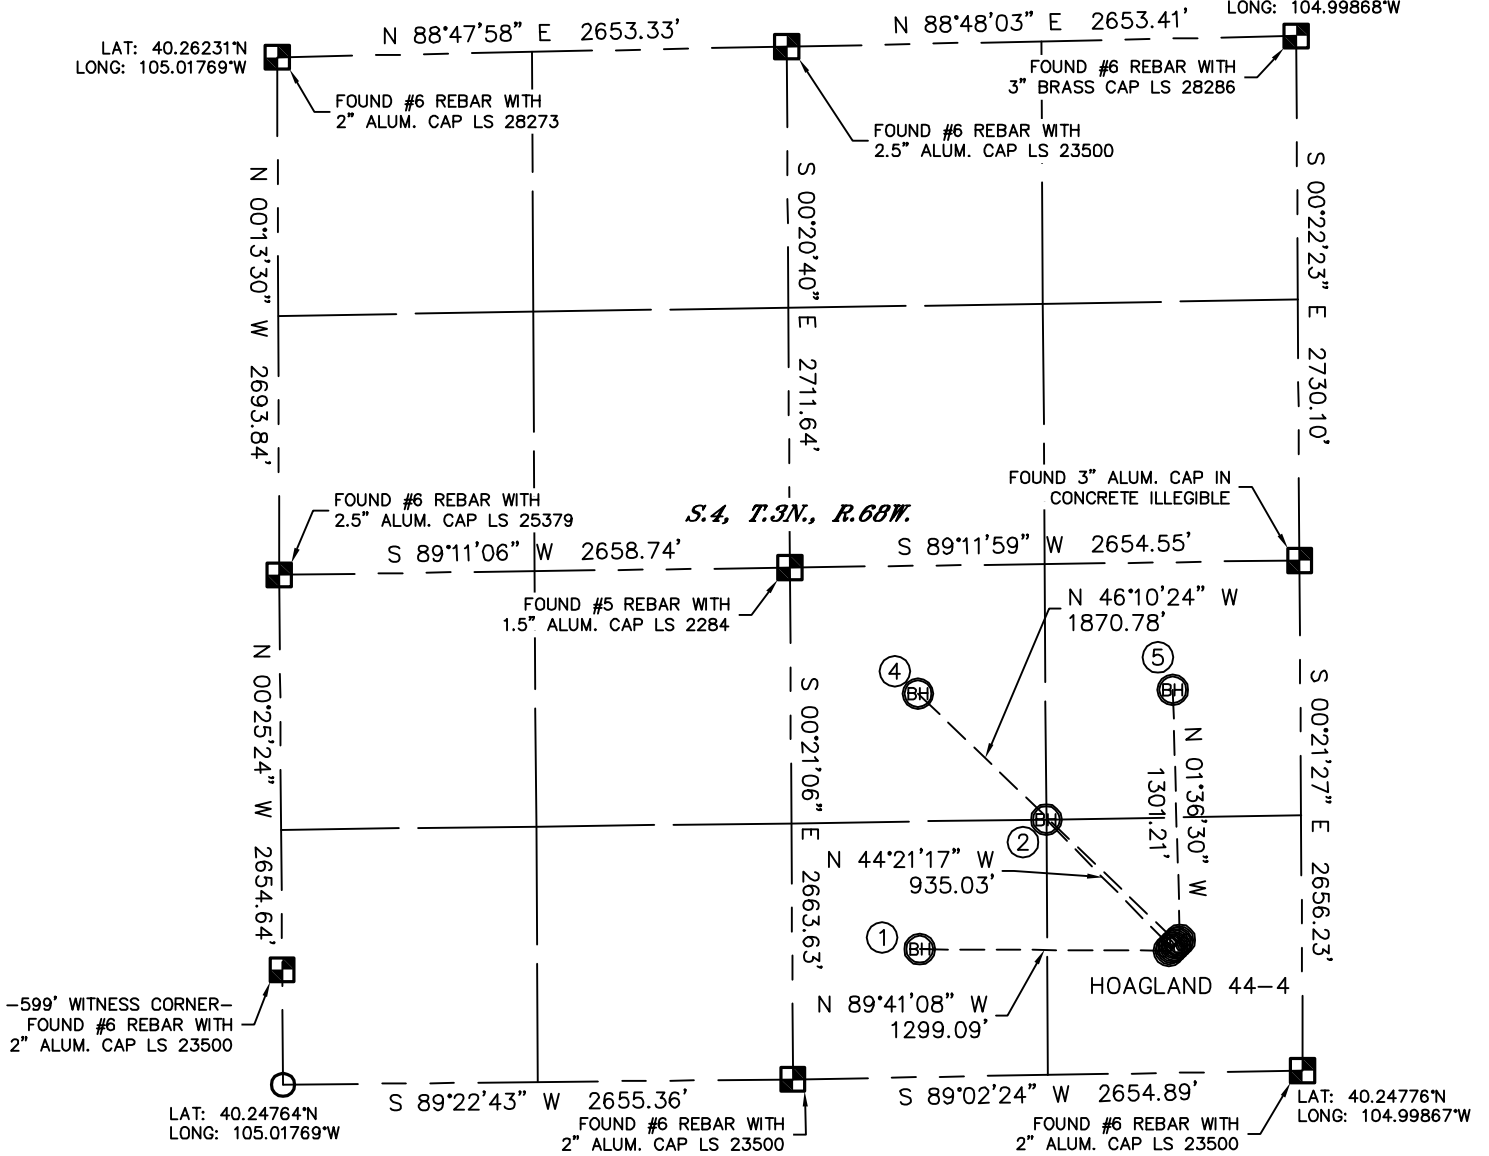 LONG: 104.99868°W
N 88°47'58" E 2653.33'
N 88°48'03" E 2653.41'
LAT: 40.26231°N
LONG: 105.01769°W
FOUND #6 REBAR WITH
3" BRASS CAP LS 28286
FOUND #6 REBAR WITH
2" ALUM. CAP LS 28273
FOUND #6 REBAR WITH
2.5" ALUM. CAP LS 23500
N 00°13'30" W 2693.84'
S 00°20'40" E 2711.64'
S 00°22'23" E 2730.10'
FOUND #6 REBAR WITH
2.5" ALUM. CAP LS 25379
S.4, T.3N., R.68W.
FOUND 3" ALUM. CAP IN
CONCRETE ILLEGIBLE
S 89°11'06" W 2658.74'
S 89°11'59" W 2654.55'
FOUND #5 REBAR WITH
1.5" ALUM. CAP LS 2284
N 46°10'24" W
1870.78'
4
BH
5
BH
N 00°25'24" W 2654.64'
S 00°21'06" E 2663.63'
N 01°36'30" W
1301.21'
S 00°21'27" E 2656.23'
BH
2
N 44°21'17" W
935.03'
1
BH
HOAGLAND 44-4
N 89°41'08" W
1299.09'
-599' WITNESS CORNER-
FOUND #6 REBAR WITH
2" ALUM. CAP LS 23500
S 89°22'43" W 2655.36'
S 89°02'24" W 2654.89'
LAT: 40.24764°N
LONG: 105.01769°W
FOUND #6 REBAR WITH
2" ALUM. CAP LS 23500
FOUND #6 REBAR WITH
2" ALUM. CAP LS 23500
LAT: 40.24776°N
LONG: 104.99867°W